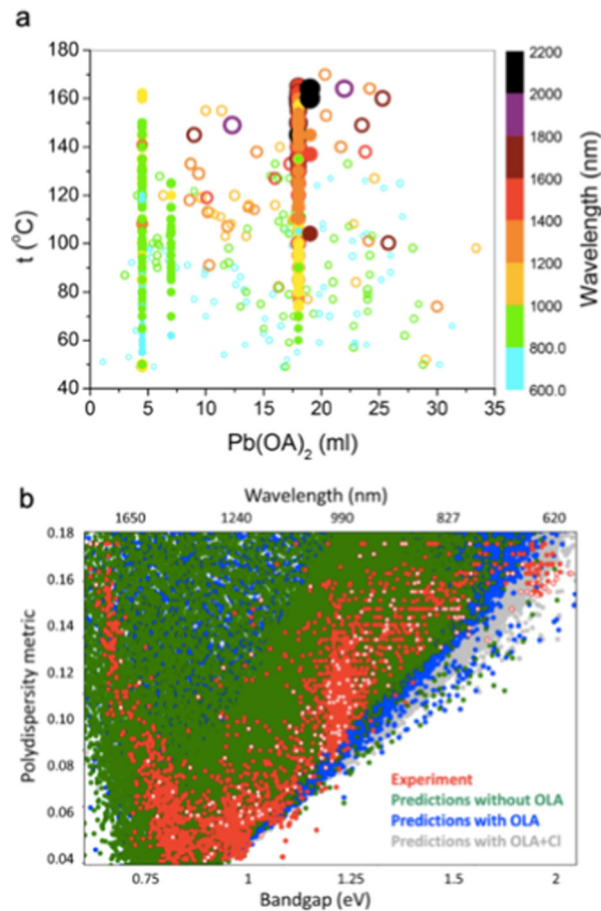 a
180
160
140
120
100
80
60
40
t (°C)
0 5 10 15 20 25 30 35
Pb(OA)₂ (ml)
2200
2000
1800
1600
1400
1200
1000
800.0
600.0
Wavelength (nm)
b
Wavelength (nm)
1650 1240 990 827 620
0.18
0.16
0.14
0.12
0.10
0.08
0.06
0.04
Polydispersity metric
Experiment
Predictions without OLA
Predictions with OLA
Predictions with OLA+Cl
0.75 1 1.25 1.5 2
Bandgap (eV)